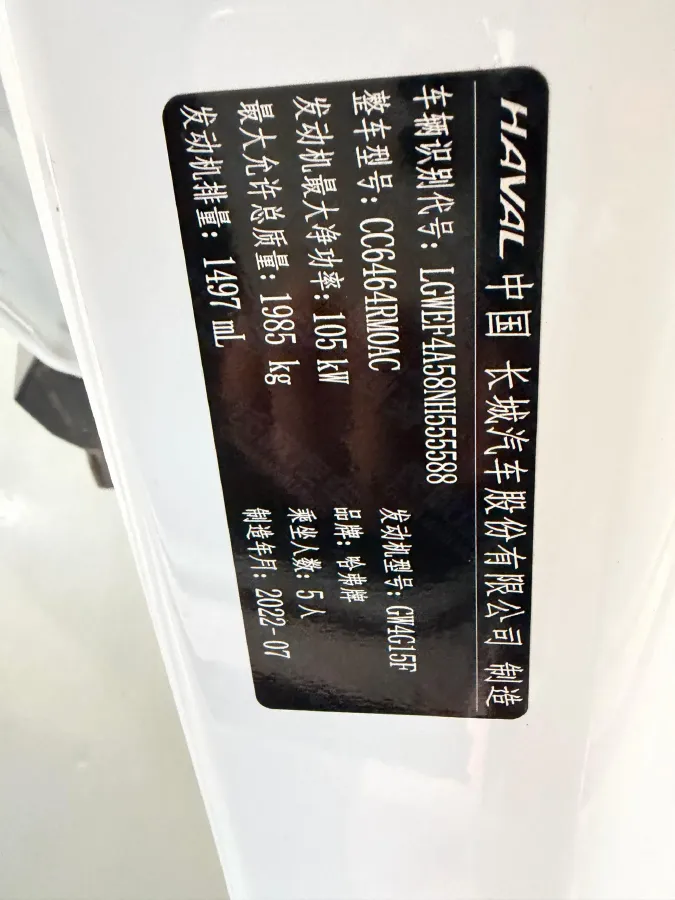 HAVAL 中国 长城汽车股份有限公司 制造
车辆识别代号: LGWEF4A58NH555588
整车型号: CC6464RM0AC 发动机型号: GW4G15F
发动机最大净功率: 105 kW 品牌: 哈弗牌
最大允许总质量: 1985 kg 乘坐人数: 5人
发动机排量: 1497 mL 制造年月: 2022-07